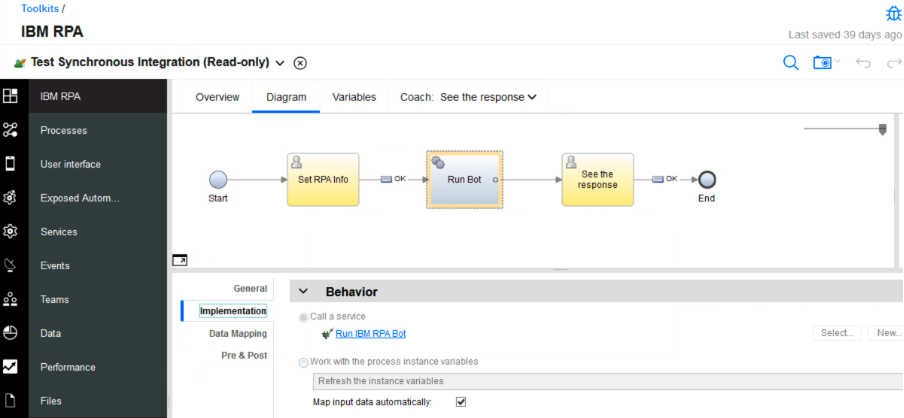 Toolkits /
IBM RPA
Last saved 39 days ago
Test Synchronous Integration (Read-only)
IBM RPA
Overview Diagram Variables Coach: See the response
Processes
User interface
Exposed Autom...
Services
Events
Teams
Data
Performance
Files
Start
Set RPA Info
OK
Run Bot
See the
response
OK
End
General
Implementation
Data Mapping
Pre & Post
Behavior
Call a service
Run IBM RPA Bot
Select... New...
Work with the process instance variables
Refresh the instance variables
Map input data automatically: